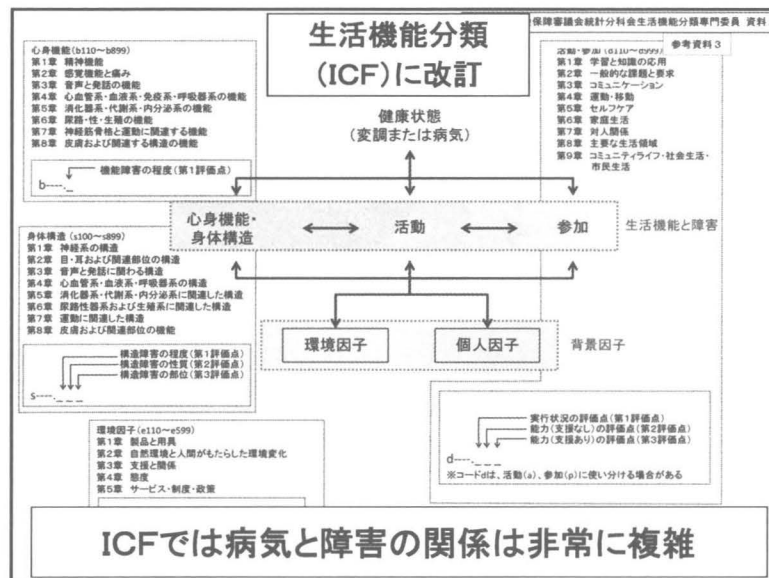 保障審議会統計分科会生活機能分類専門委員 資料
参考資料３
生活機能分類
(ICF)に改訂
心身機能(b110～b899)
第1章 精神機能
第2章 感覚機能と痛み
第3章 音声と発話の機能
第4章 心血管系・血液系・免疫系・呼吸器系の機能
第5章 消化器系・代謝系・内分泌系の機能
第6章 尿路・性・生殖の機能
第7章 神経筋骨格と運動に関連する機能
第8章 皮膚および関連する構造の機能
機能障害の程度(第1評価点)
b----._
活動・参加(d110～d999)
第1章 学習と知識の応用
第2章 一般的な課題と要求
第3章 コミュニケーション
第4章 運動・移動
第5章 セルフケア
第6章 家庭生活
第7章 対人関係
第8章 主要な生活領域
第9章 コミュニティライフ・社会生活・
市民生活
健康状態
(変調または病気)
心身機能・
身体構造
活動
参加
生活機能と障害
身体構造(s100～s899)
第1章 神経系の構造
第2章 目・耳および関連部位の構造
第3章 音声と発話に関わる構造
第4章 心血管系・血液系・呼吸器系の構造
第5章 消化器系・代謝系・内分泌系に関連した構造
第6章 尿路性器系および生殖系に関連した構造
第7章 運動に関連した構造
第8章 皮膚および関連部位の機能
構造障害の程度(第1評価点)
構造障害の性質(第2評価点)
構造障害の部位(第3評価点)
s----._ _ _
環境因子
個人因子
背景因子
実行状況の評価点(第1評価点)
能力(支援なし)の評価点(第2評価点)
能力(支援あり)の評価点(第3評価点)
d----._ _ _
※コードdは、活動(a)、参加(p)に使い分ける場合がある
環境因子(e110～e599)
第1章 製品と用具
第2章 自然環境と人間がもたらした環境変化
第3章 支援と関係
第4章 態度
第5章 サービス・制度・政策
ICFでは病気と障害の関係は非常に複雑